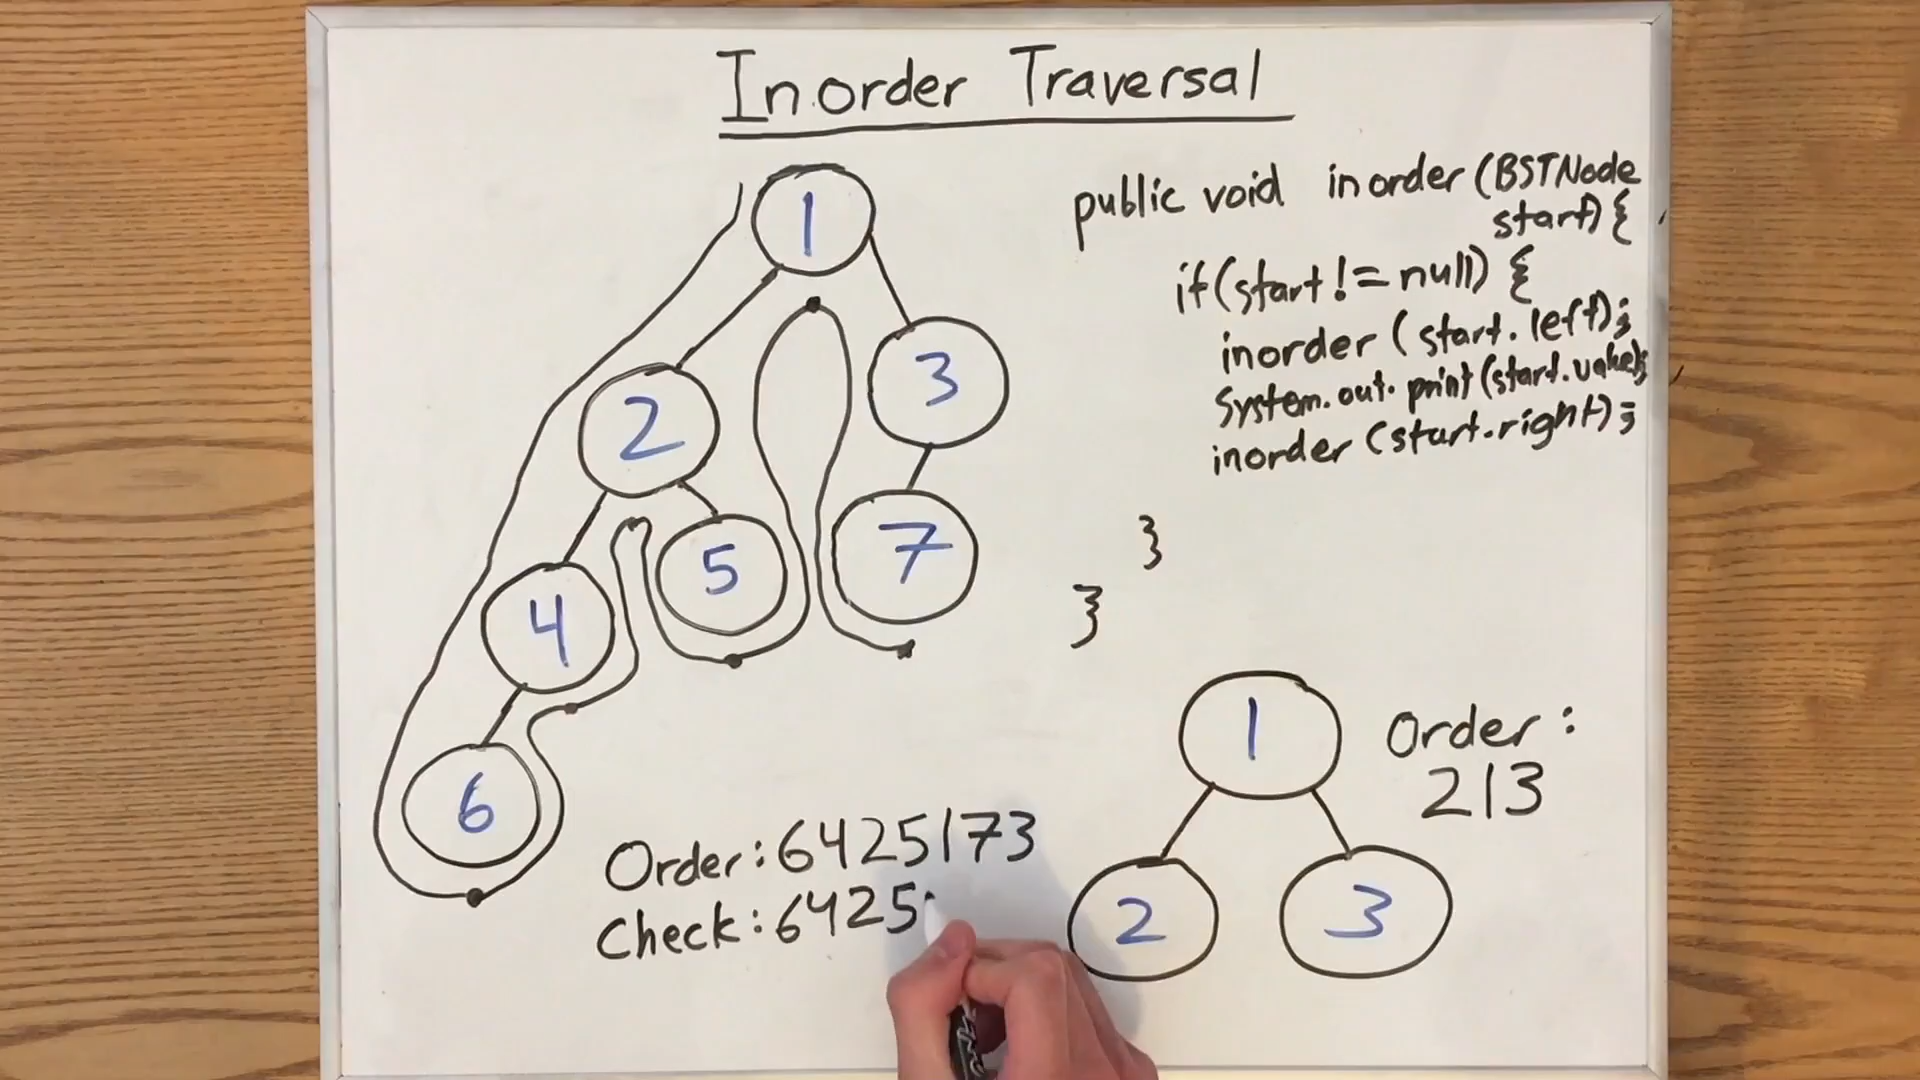 Inorder Traversal
public void inorder (BSTNode
start) {
if (start != null) {
inorder (start.left);
System.out.print (start.value);
inorder (start.right);
}
}
1
2
3
4
5
7
6
Order: 6425173
Check: 6425
1
2
3
Order:
213